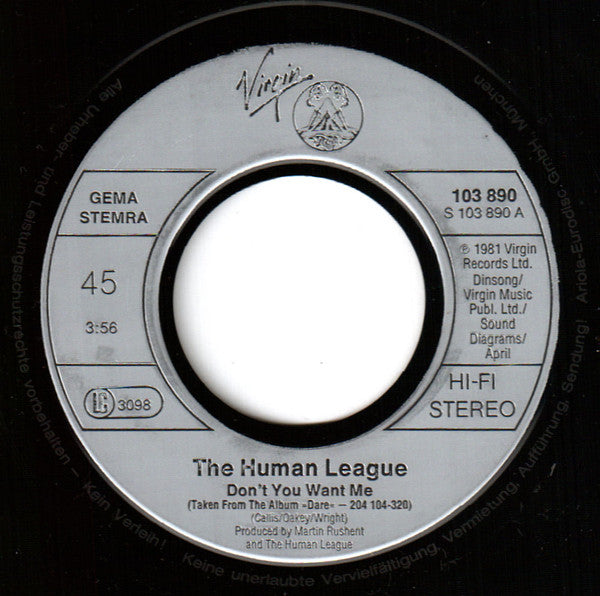 Virgin
GEMA
STEMRA
45
3:56
LC 3098
103 890
S 103 890 A
℗ 1981 Virgin
Records Ltd.
Dinsong/
Virgin Music
Publ. Ltd./
Sound
Diagrams/
April
HI-FI
STEREO
The Human League
Don't You Want Me
(Taken From The Album »Dare« – 204 104-320)
(Callis/Oakey/Wright)
Produced by Martin Rushent
and The Human League
Alle Urheber- und Leistungsschutzrechte vorbehalten – Kein Verleih! Keine unerlaubte Vervielfältigung, Vermietung, Aufführung, Sendung! Ariola-Eurodisc GmbH, München